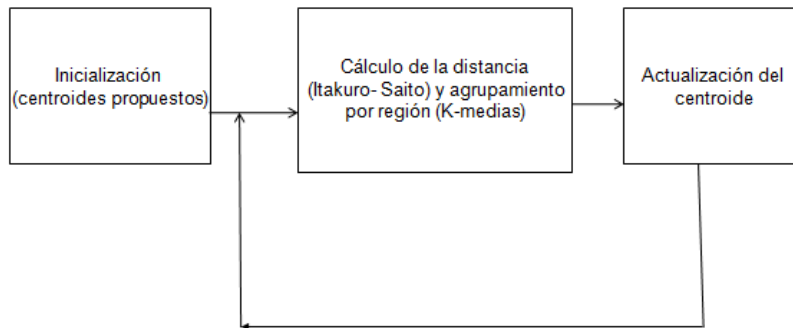 Inicialización
(centroides propuestos)
Cálculo de la distancia
(Itakuro- Saito) y agrupamiento
por región (K-medias)
Actualización del
centroide